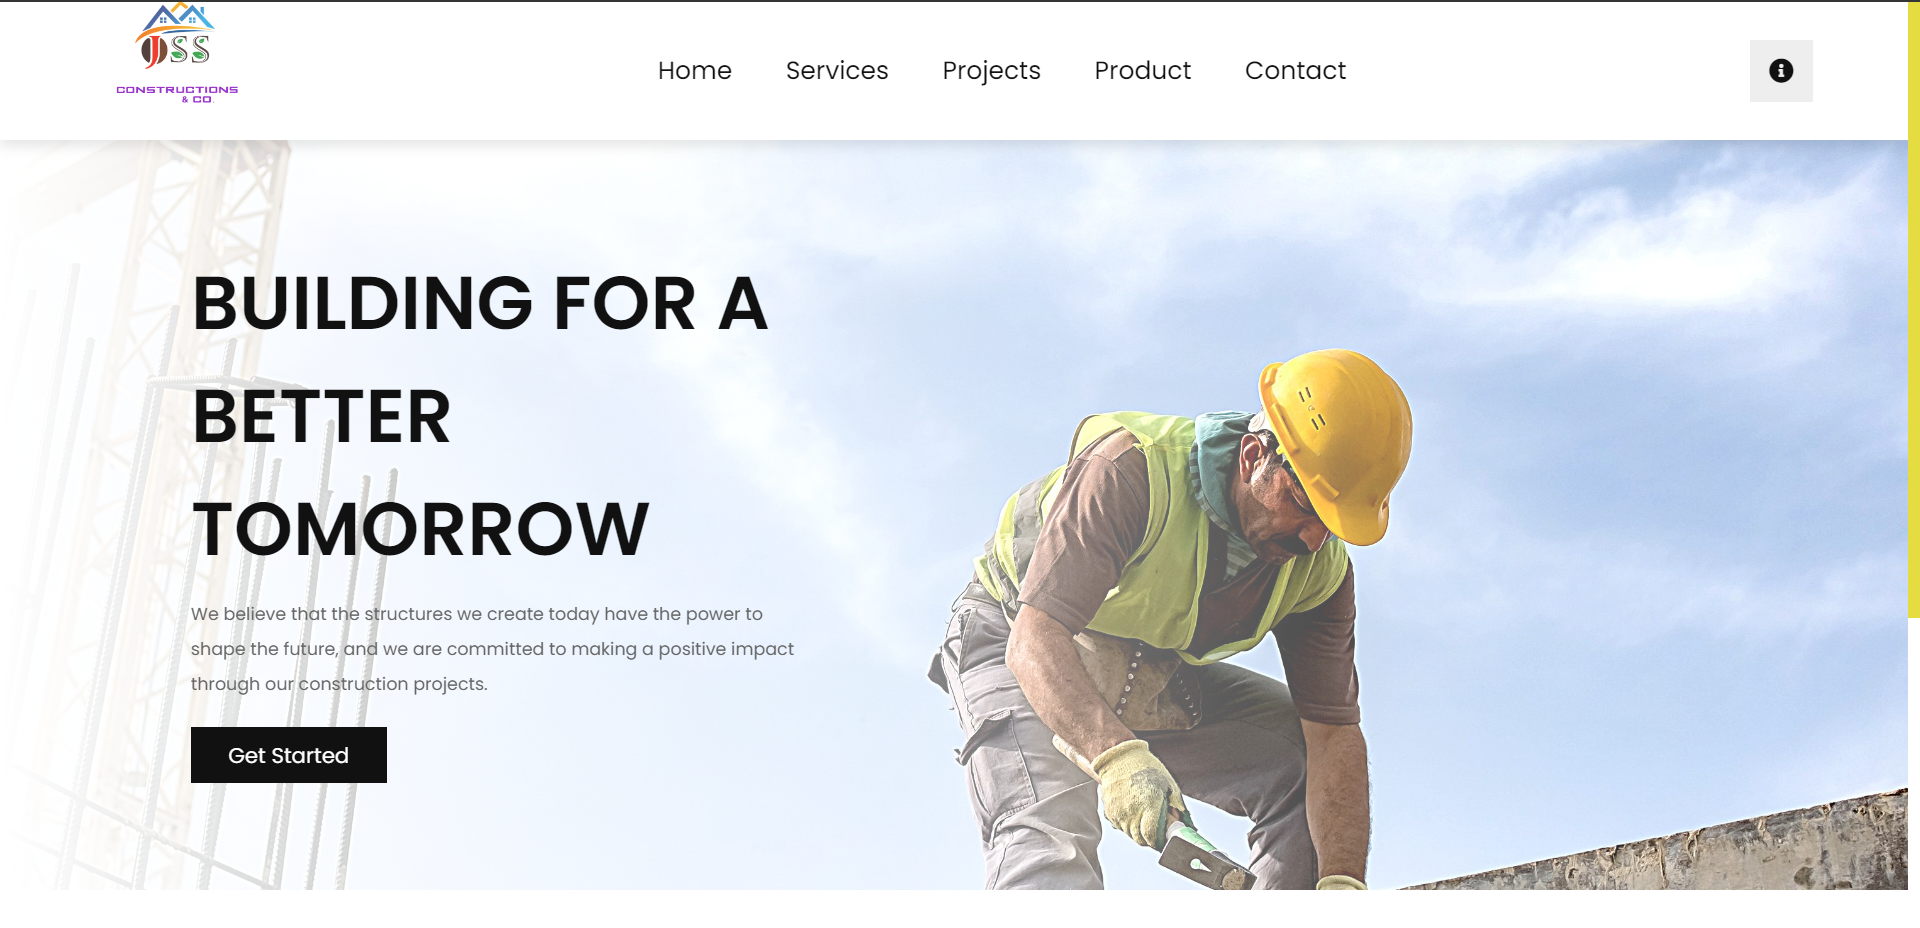 JSS
CONSTRUCTIONS
& CO.
Home Services Projects Product Contact
BUILDING FOR A
BETTER
TOMORROW
We believe that the structures we create today have the power to
shape the future, and we are committed to making a positive impact
through our construction projects.
Get Started